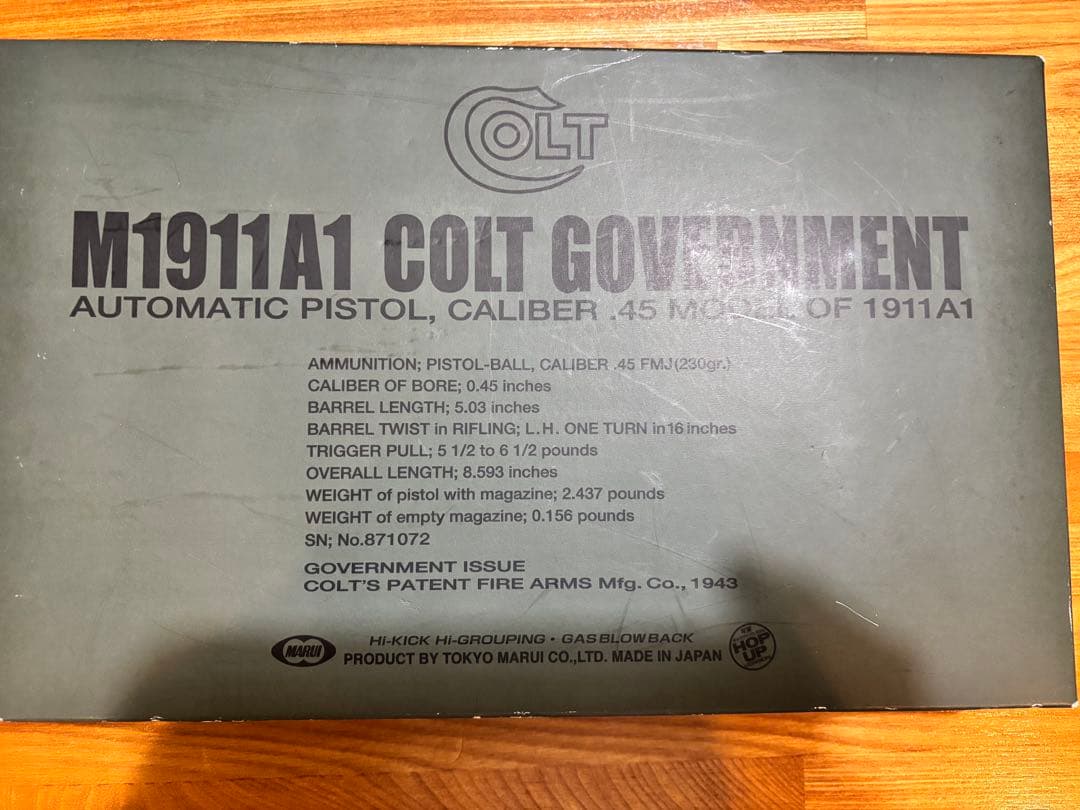 COLT
M1911A1 COLT GOVERNMENT
AUTOMATIC PISTOL, CALIBER .45 MODEL OF 1911A1
AMMUNITION; PISTOL-BALL, CALIBER .45 FMJ(230gr.)
CALIBER OF BORE; 0.45 inches
BARREL LENGTH; 5.03 inches
BARREL TWIST in RIFLING; L.H. ONE TURN in 16 inches
TRIGGER PULL; 5 1/2 to 6 1/2 pounds
OVERALL LENGTH; 8.593 inches
WEIGHT of pistol with magazine; 2.437 pounds
WEIGHT of empty magazine; 0.156 pounds
SN; No.871072
GOVERNMENT ISSUE
COLT'S PATENT FIRE ARMS Mfg. Co., 1943
Hi-KICK Hi-GROUPING・GAS BLOW BACK
MARUI PRODUCT BY TOKYO MARUI CO.,LTD. MADE IN JAPAN
HOP UP